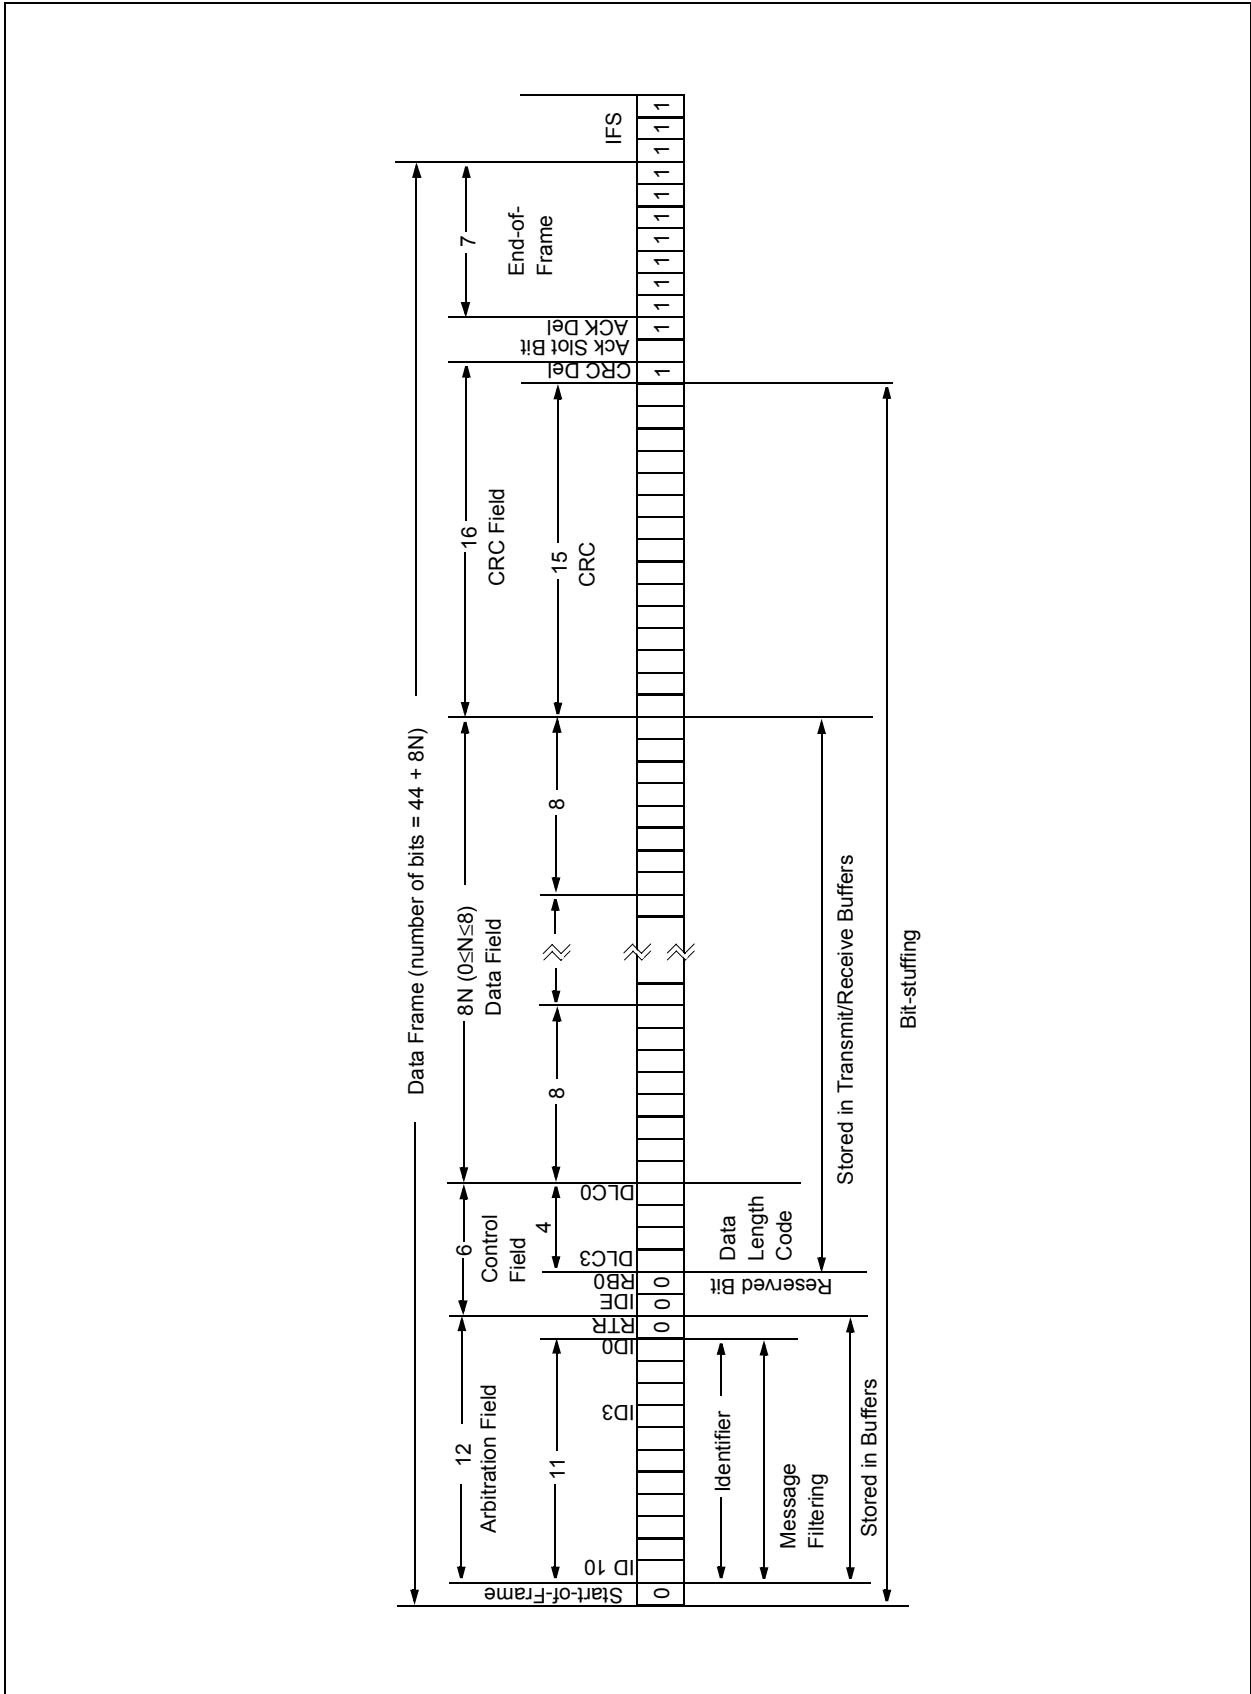 Data Frame (number of bits = 44 + 8N)
12
Arbitration Field
6
Control
Field
8N (0≤N≤8)
Data Field
16
CRC Field
7
End-of-
Frame
IFS
11
4
8
8
15
CRC
Start-of-Frame
ID 10
ID3
ID0
RTR
IDE
RB0
DLC3
DLC0
CRC Del
Ack Slot Bit
ACK Del
0
0
0
0
1
1
1
1
1
1
1
1
1
1
1
1
Identifier
Message
Filtering
Stored in Buffers
Reserved Bit
Data
Length
Code
Stored in Transmit/Receive Buffers
Bit-stuffing